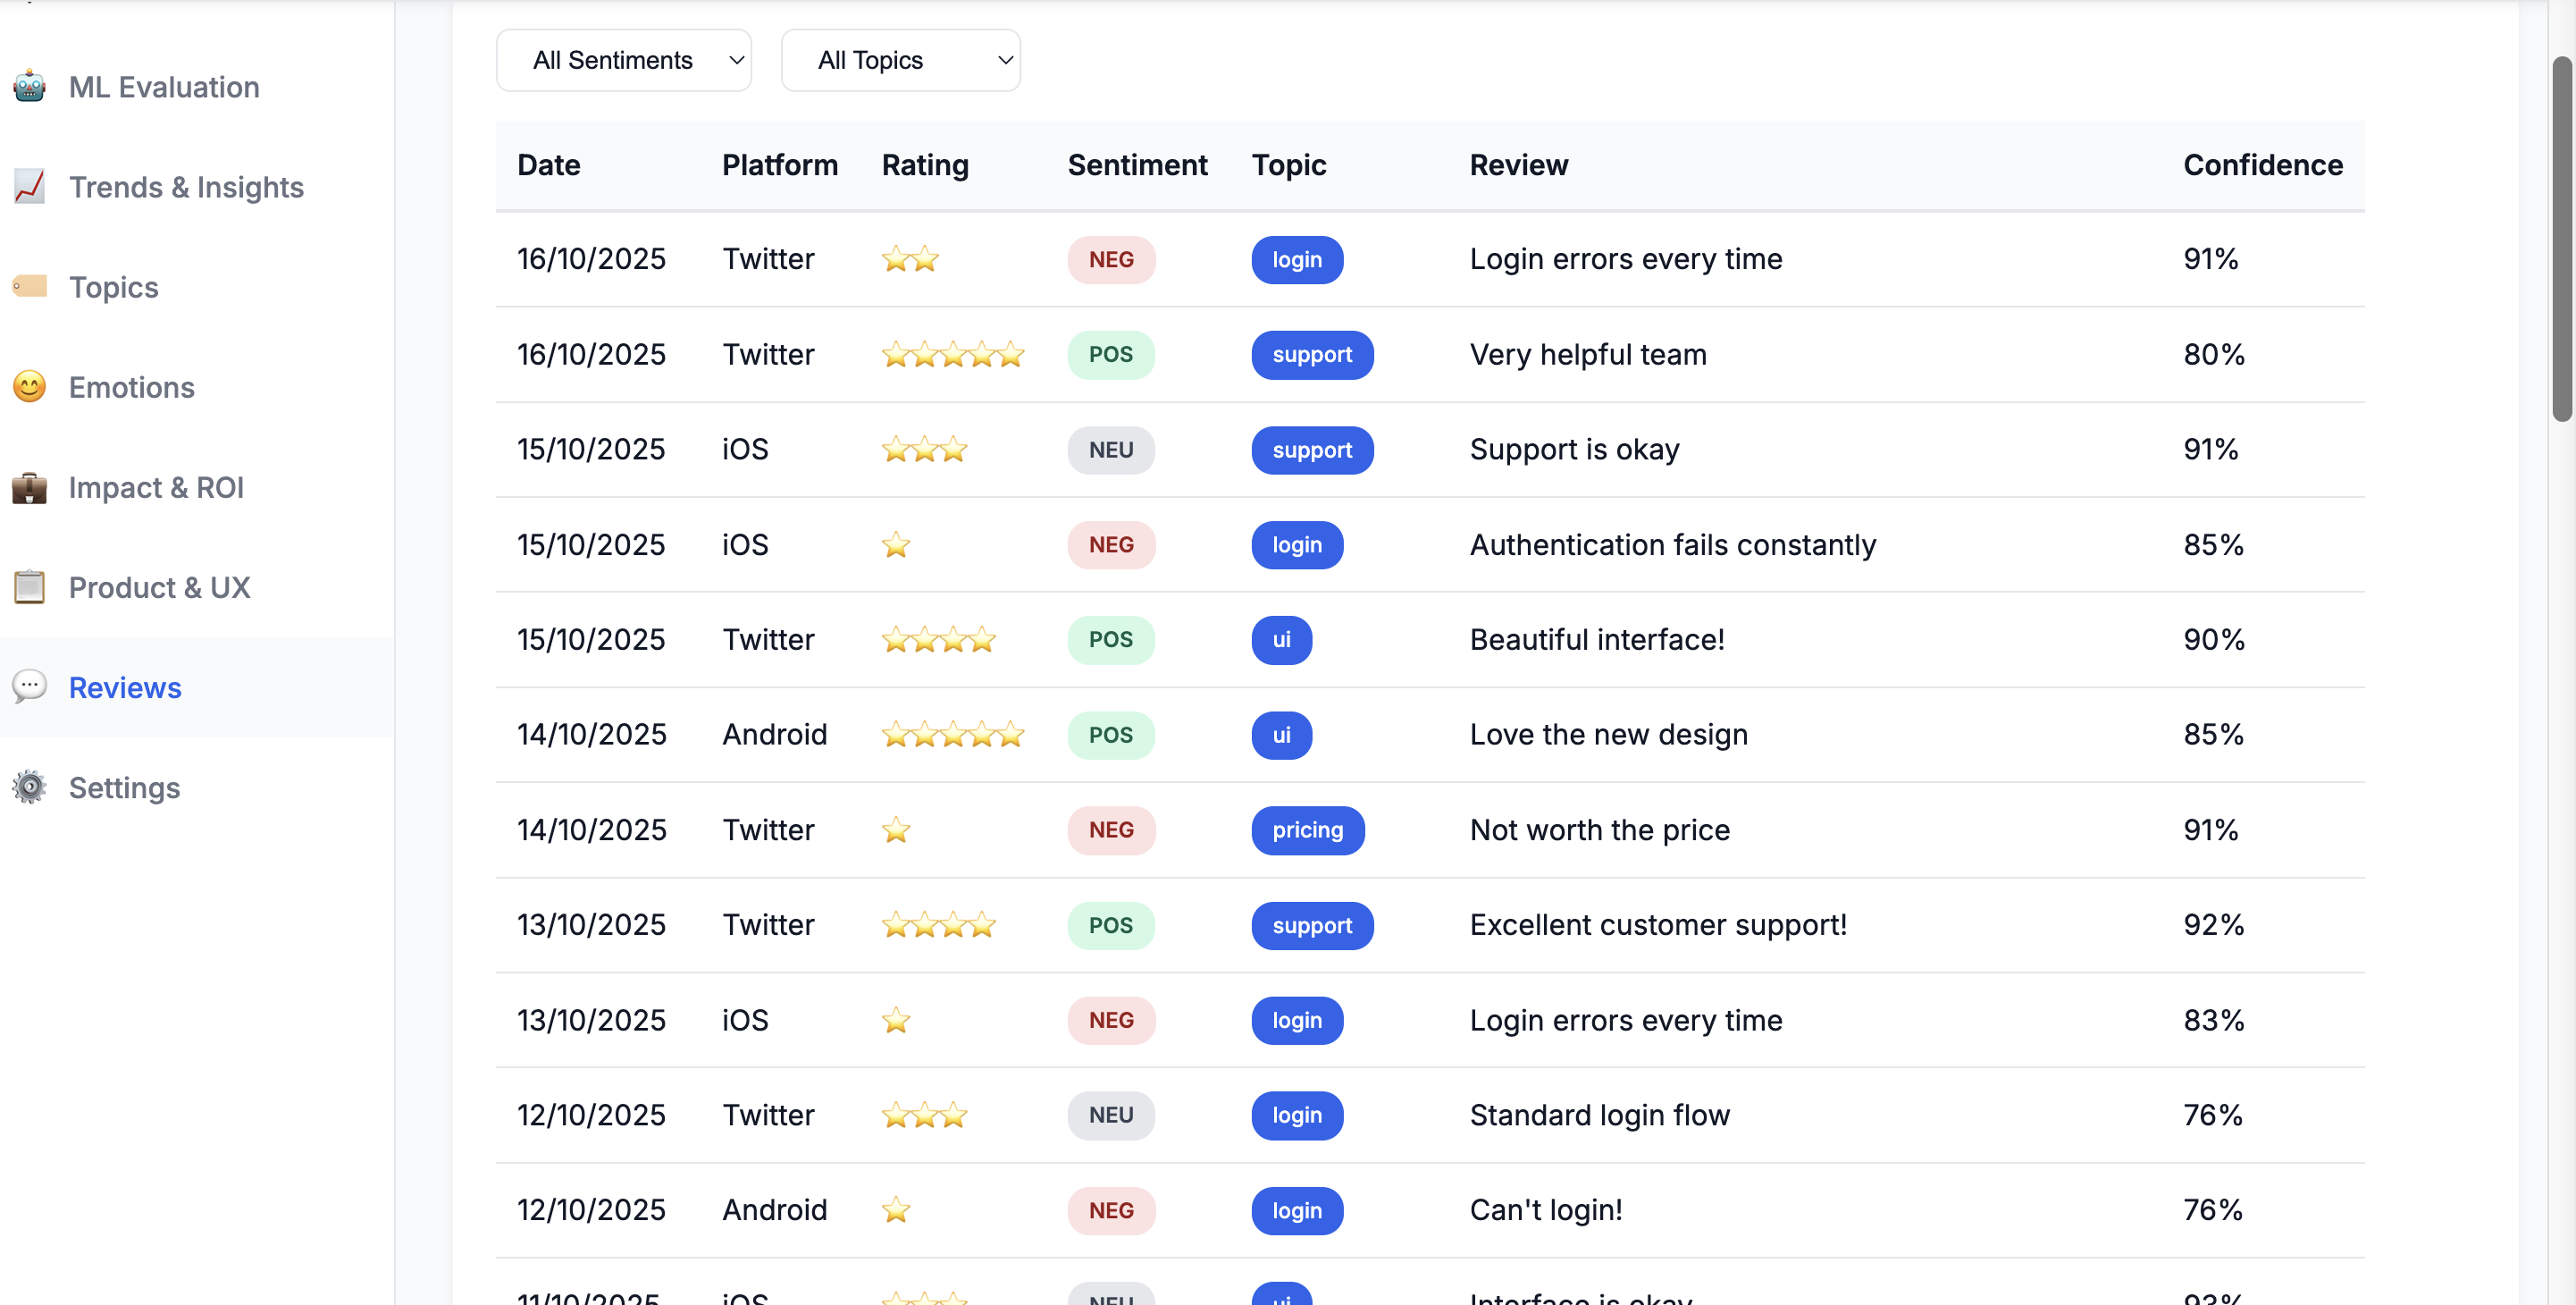 All Sentiments All Topics
ML Evaluation
Trends & Insights
Topics
Emotions
Impact & ROI
Product & UX
Reviews
Settings
Date Platform Rating Sentiment Topic Review Confidence
16/10/2025 Twitter NEG login Login errors every time 91%
16/10/2025 Twitter POS support Very helpful team 80%
15/10/2025 iOS NEU support Support is okay 91%
15/10/2025 iOS NEG login Authentication fails constantly 85%
15/10/2025 Twitter POS ui Beautiful interface! 90%
14/10/2025 Android POS ui Love the new design 85%
14/10/2025 Twitter NEG pricing Not worth the price 91%
13/10/2025 Twitter POS support Excellent customer support! 92%
13/10/2025 iOS NEG login Login errors every time 83%
12/10/2025 Twitter NEU login Standard login flow 76%
12/10/2025 Android NEG login Can't login! 76%
11/10/2025 iOS NEU ui Interface is okay 93%